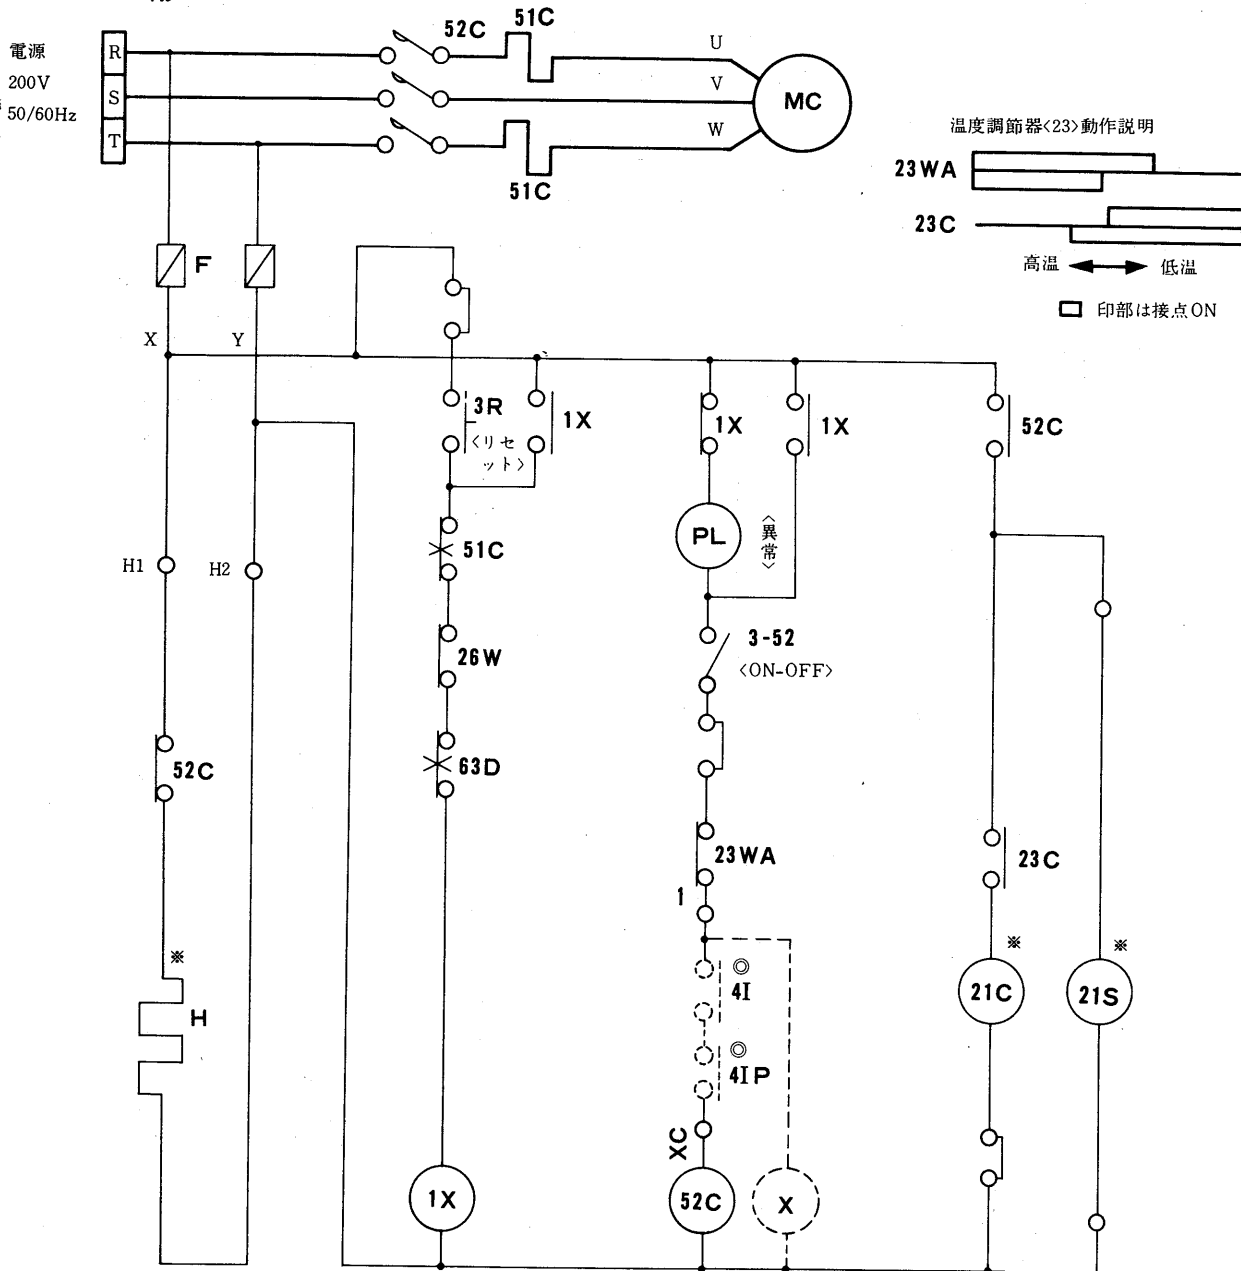 電源
200V
50/60Hz
R
S
T
52C
51C
51C
U
V
W
MC
温度調節器<23>動作説明
23WA
23C
高温
低温
印部は接点ON
F
X
Y
3R
<リセ
ット>
1X
1X
1X
52C
51C
PL
<異常>
H1
H2
3-52
<ON-OFF>
26W
63D
52C
23WA
1
23C
※
H
◎
4I
◎
4IP
※
21C
※
21S
XC
1X
52C
X